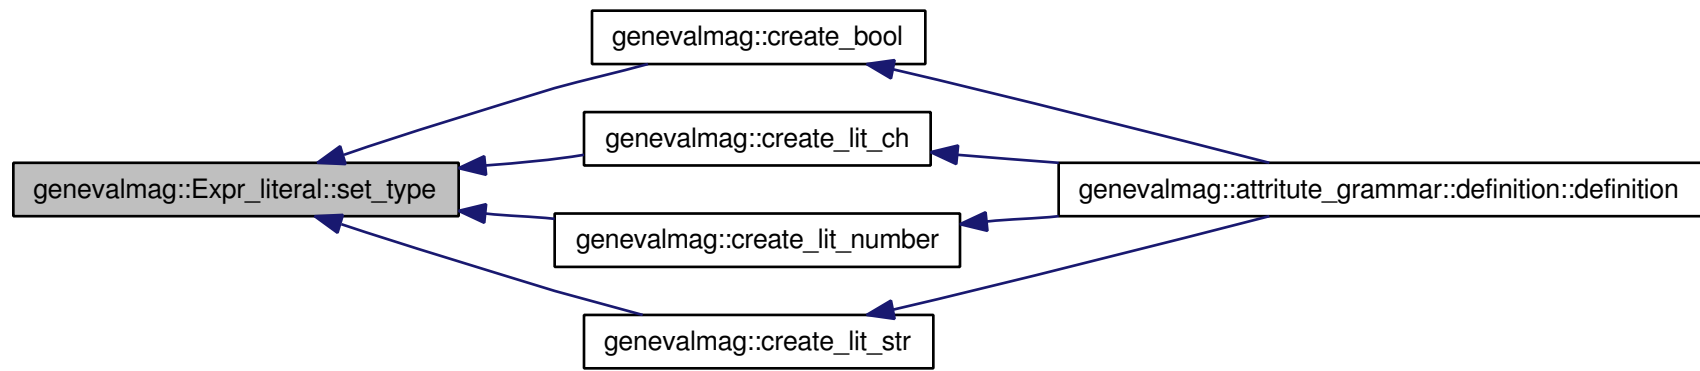 genevalmag::create_bool
genevalmag::create_lit_ch
genevalmag::Expr_literal::set_type
genevalmag::attritute_grammar::definition::definition
genevalmag::create_lit_number
genevalmag::create_lit_str